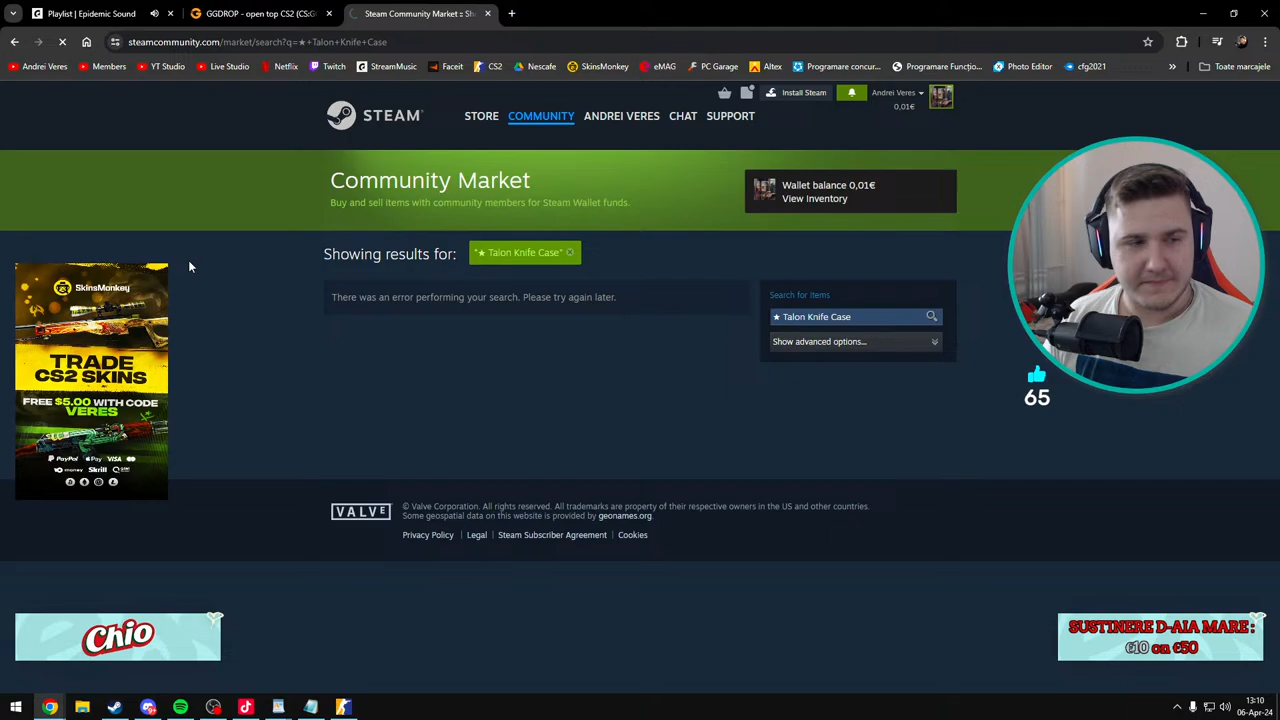 Playlist | Epidemic Sound
GGDROP - open top CS2 (CS:G
Steam Community Market :: Sh
steamcommunity.com/market/search?q=★+Talon+Knife+Case
Andrei Veres
Members
YT Studio
Live Studio
Netflix
Twitch
StreamMusic
Faceit
CS2
Nescafe
SkinsMonkey
eMAG
PC Garage
Altex
Programare concur...
Programare Functio...
Photo Editor
cfg2021
»
Toate marcajele
STEAM
STORE
COMMUNITY
ANDREI VERES
CHAT
SUPPORT
Install Steam
Andrei Veres
0,01€
Community Market
Buy and sell items with community members for Steam Wallet funds.
Wallet balance 0,01€
View Inventory
Showing results for:
"★ Talon Knife Case"
There was an error performing your search. Please try again later.
Search for Items
★ Talon Knife Case
Show advanced options...
SkinsMonkey
TRADE
CS2 SKINS
FREE $5.00 WITH CODE
VERES
PayPal
Pay
VISA
money
Skrill
65
VALVE
© Valve Corporation. All rights reserved. All trademarks are property of their respective owners in the US and other countries.
Some geospatial data on this website is provided by geonames.org.
Privacy Policy | Legal | Steam Subscriber Agreement | Cookies
Chio
SUSTINERE D-AIA MARE :
€10 on €50
13:10
06-Apr-24